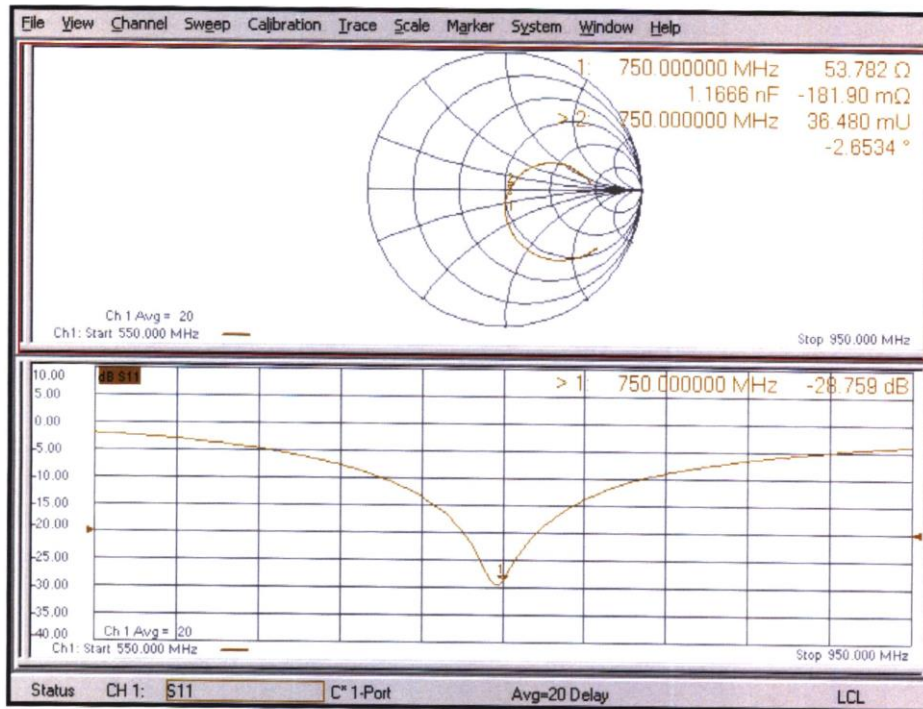 File View Channel Sweep Calibration Trace Scale Marker System Window Help
1: 750.000000 MHz 53.782 Ω
1.1666 nF -181.90 mΩ
> 2: 750.000000 MHz 36.480 mU
-2.6534 °
Ch 1 Avg = 20
Ch1: Start 550.000 MHz
Stop 950.000 MHz
10.00
dB S11
> 1: 750.000000 MHz -28.759 dB
5.00
0.00
-5.00
-10.00
-15.00
-20.00
-25.00
1
-30.00
-35.00
-40.00
Ch 1 Avg = 20
Ch1: Start 550.000 MHz
Stop 950.000 MHz
Status CH 1: S11 C* 1-Port Avg=20 Delay LCL